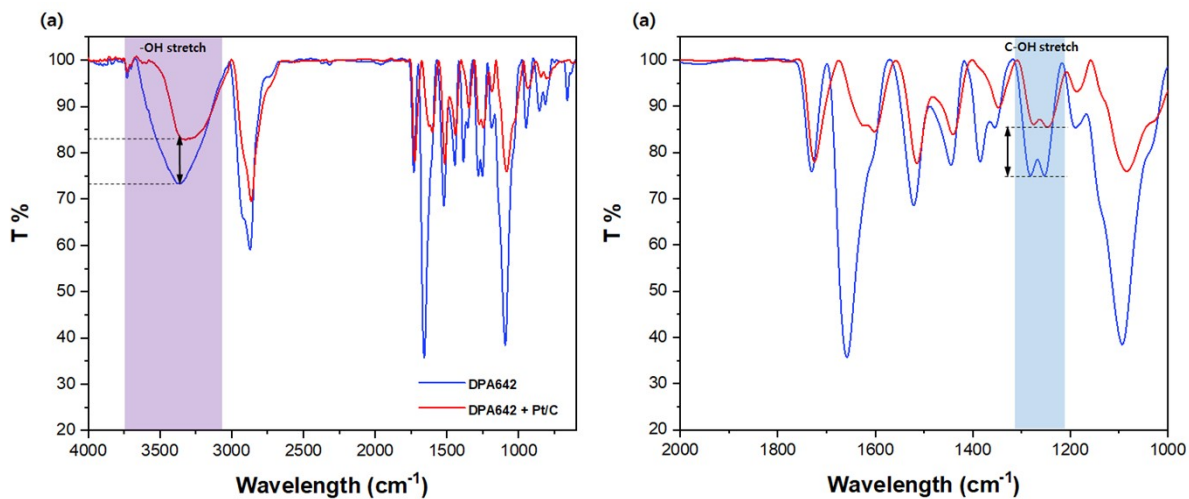 (a)
-OH stretch
100
90
80
70
60
50
40
30
20
T %
DPA642
DPA642 + Pt/C
4000 3500 3000 2500 2000 1500 1000
Wavelength (cm-1)
(a)
C-OH stretch
100
90
80
70
60
50
40
30
20
T %
2000 1800 1600 1400 1200 1000
Wavelength (cm-1)